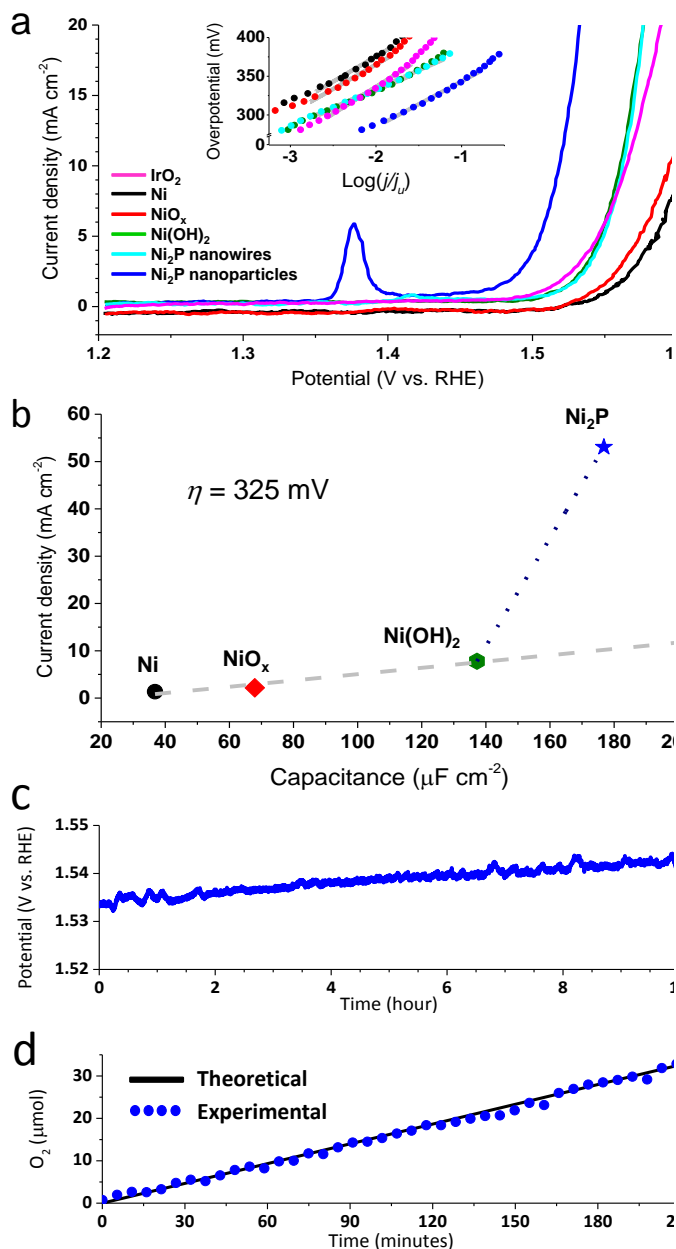 a
Current density (mA cm⁻²)
20
15
10
5
0
1.2
1.3
1.4
1.5
Potential (V vs. RHE)
IrO₂
Ni
NiOₓ
Ni(OH)₂
Ni₂P nanowires
Ni₂P nanoparticles
Overpotential (mV)
400
350
300
0
-3
-2
-1
Log(j/jᵤ)
b
Current density (mA cm⁻²)
60
50
40
30
20
10
0
η = 325 mV
Ni
NiOₓ
Ni(OH)₂
Ni₂P
20
40
60
80
100
120
140
160
180
Capacitance (μF cm⁻²)
c
Potential (V vs. RHE)
1.55
1.54
1.53
1.52
0
2
4
6
8
Time (hour)
d
O₂ (μmol)
30
20
10
0
Theoretical
Experimental
0
30
60
90
120
150
180
Time (minutes)